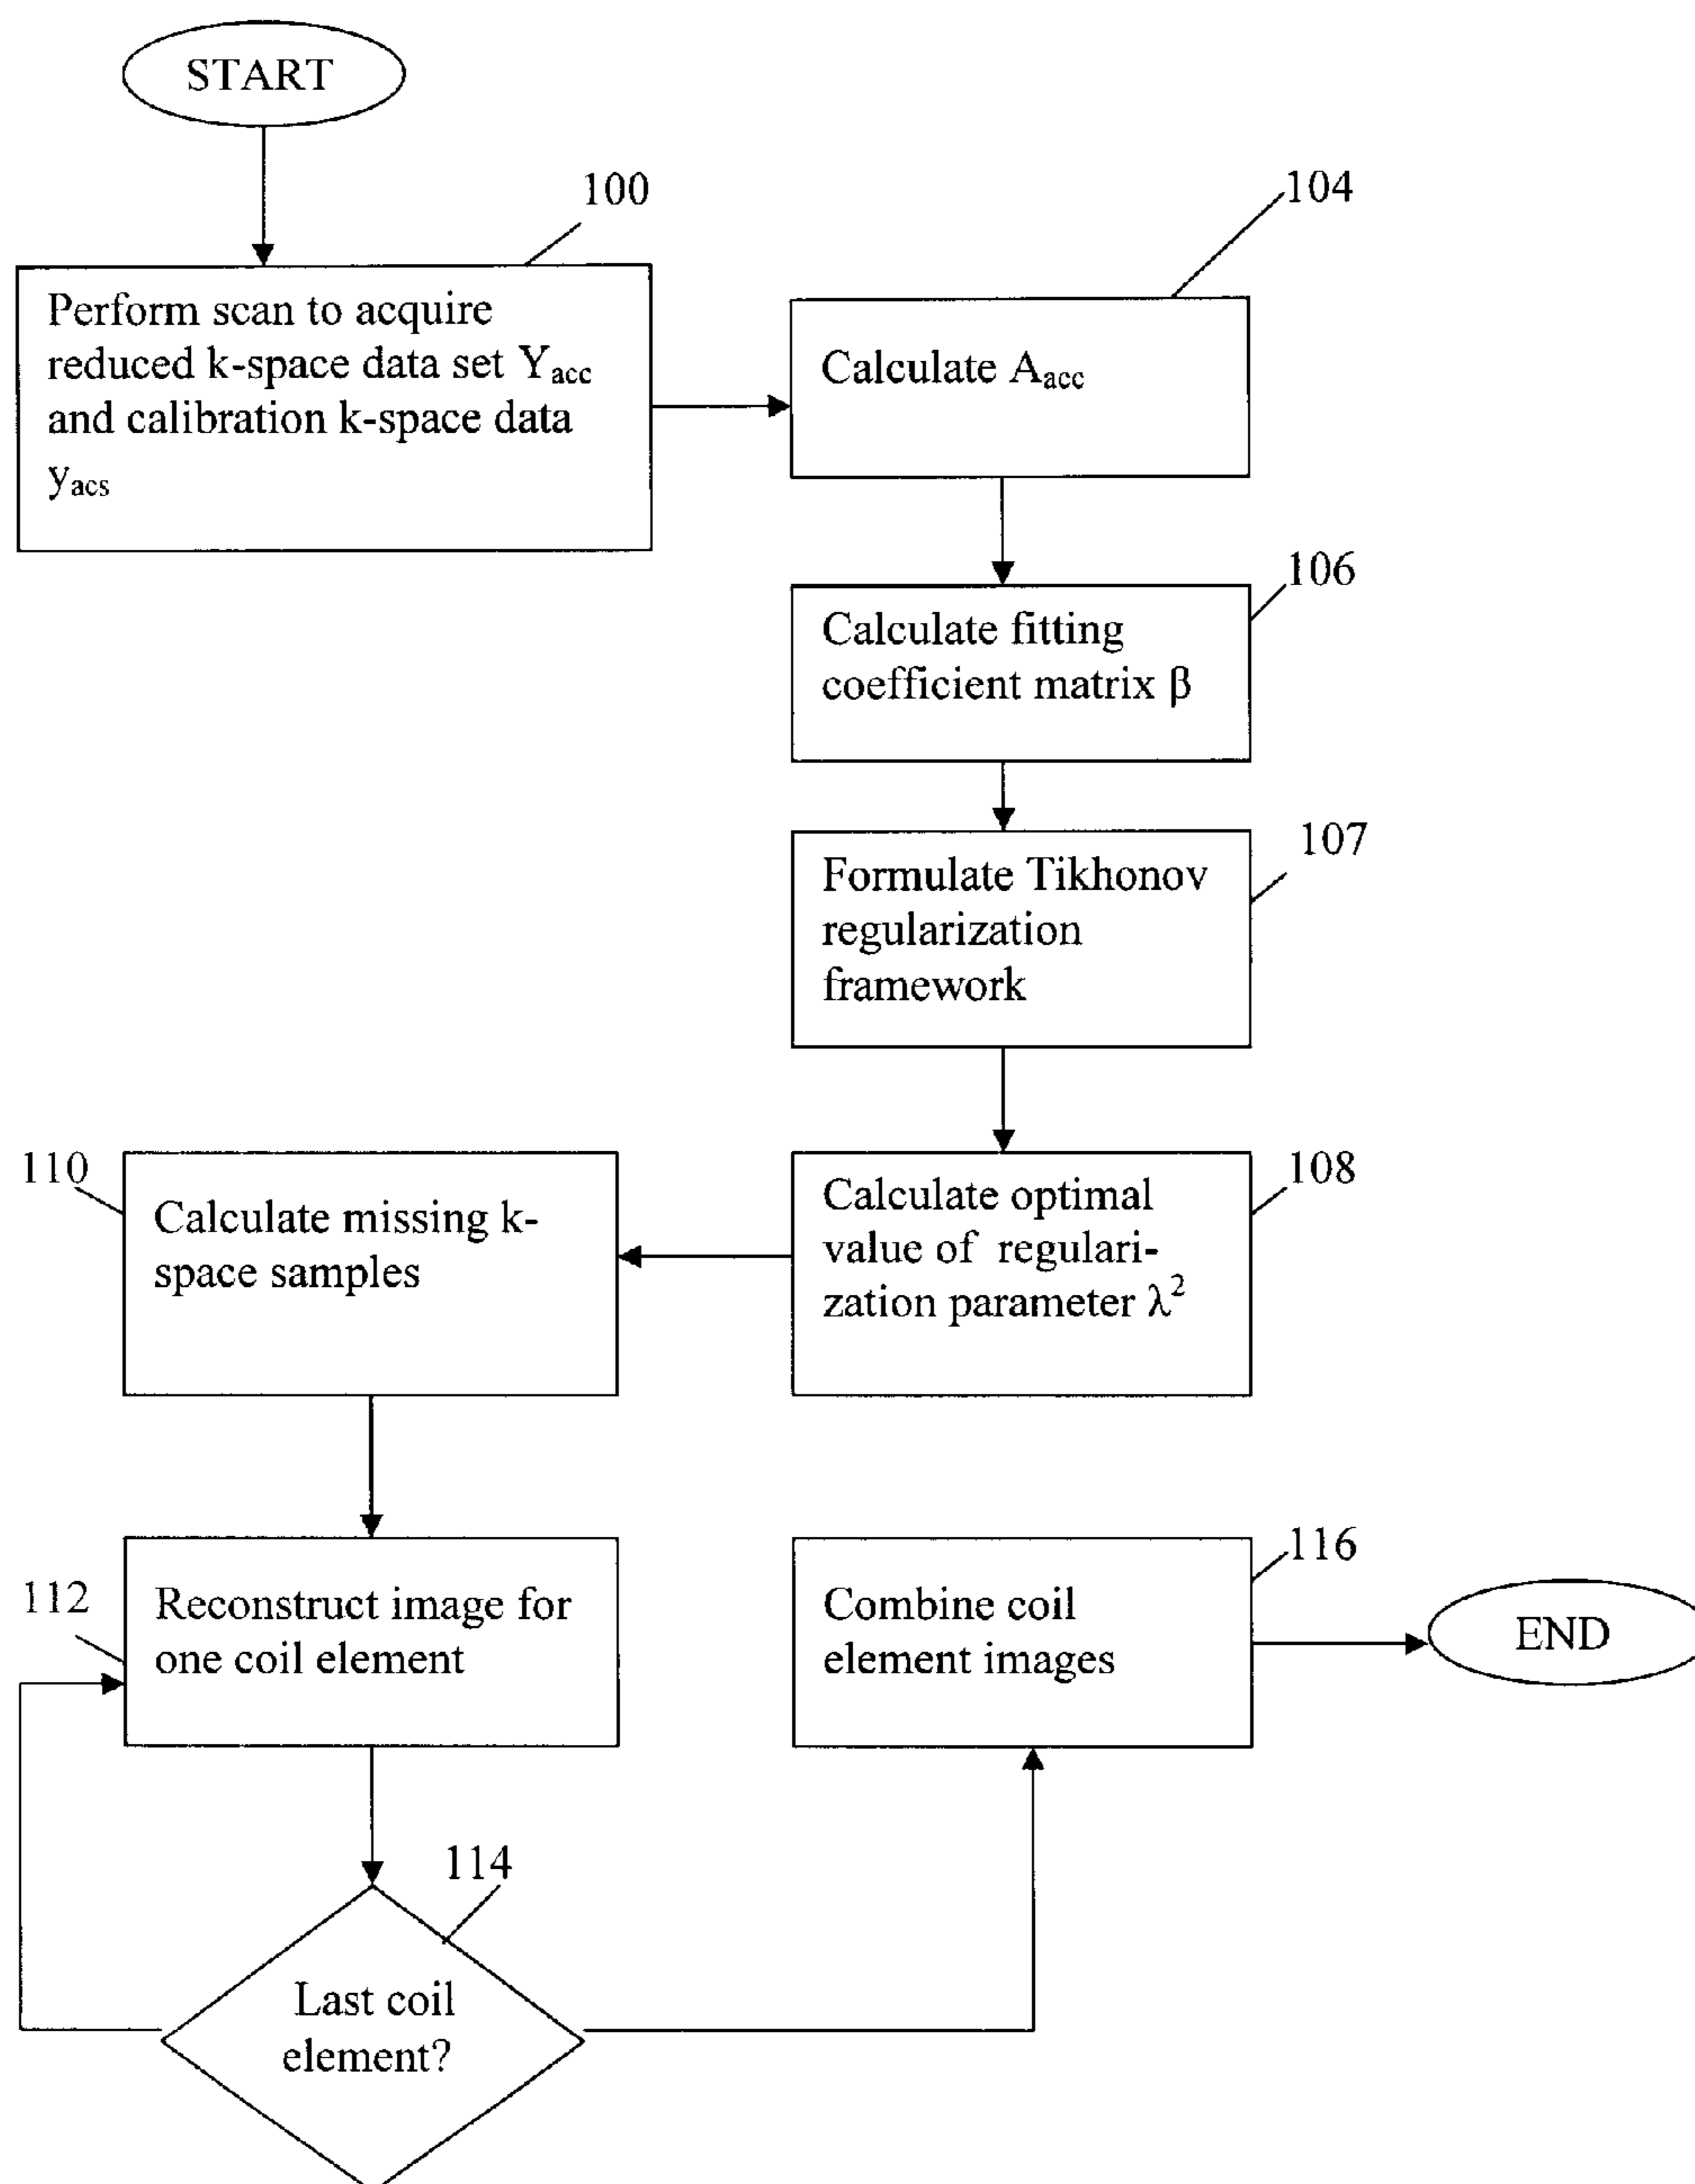 START
100
Perform scan to acquire
reduced k-space data set Yacc
and calibration k-space data
yacs
104
Calculate Aacc
106
Calculate fitting
coefficient matrix β
107
Formulate Tikhonov
regularization
framework
108
Calculate optimal
value of regulari-
zation parameter λ²
110
Calculate missing k-
space samples
112
Reconstruct image for
one coil element
114
Last coil
element?
116
Combine coil
element images
END